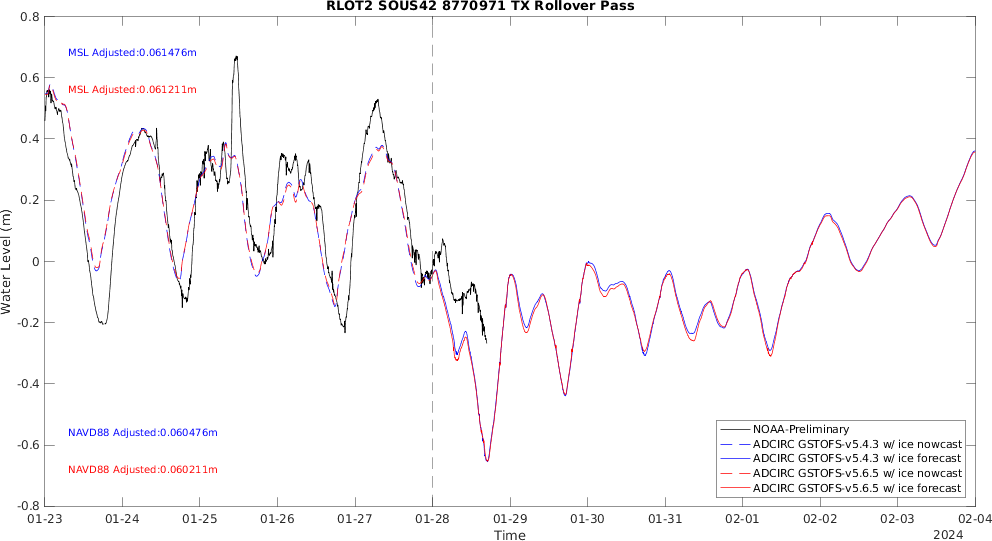 RLOT2 SOUS42 8770971 TX Rollover Pass
0.8
0.6
0.4
0.2
0
-0.2
-0.4
-0.6
-0.8
Water Level (m)
MSL Adjusted:0.061476m
MSL Adjusted:0.061211m
NAVD88 Adjusted:0.060476m
NAVD88 Adjusted:0.060211m
NOAA-Preliminary
ADCIRC GSTOFS-v5.4.3 w/ ice nowcast
ADCIRC GSTOFS-v5.4.3 w/ ice forecast
ADCIRC GSTOFS-v5.6.5 w/ ice nowcast
ADCIRC GSTOFS-v5.6.5 w/ ice forecast
01-23 01-24 01-25 01-26 01-27 01-28 01-29 01-30 01-31 02-01 02-02 02-03 02-04
Time
2024